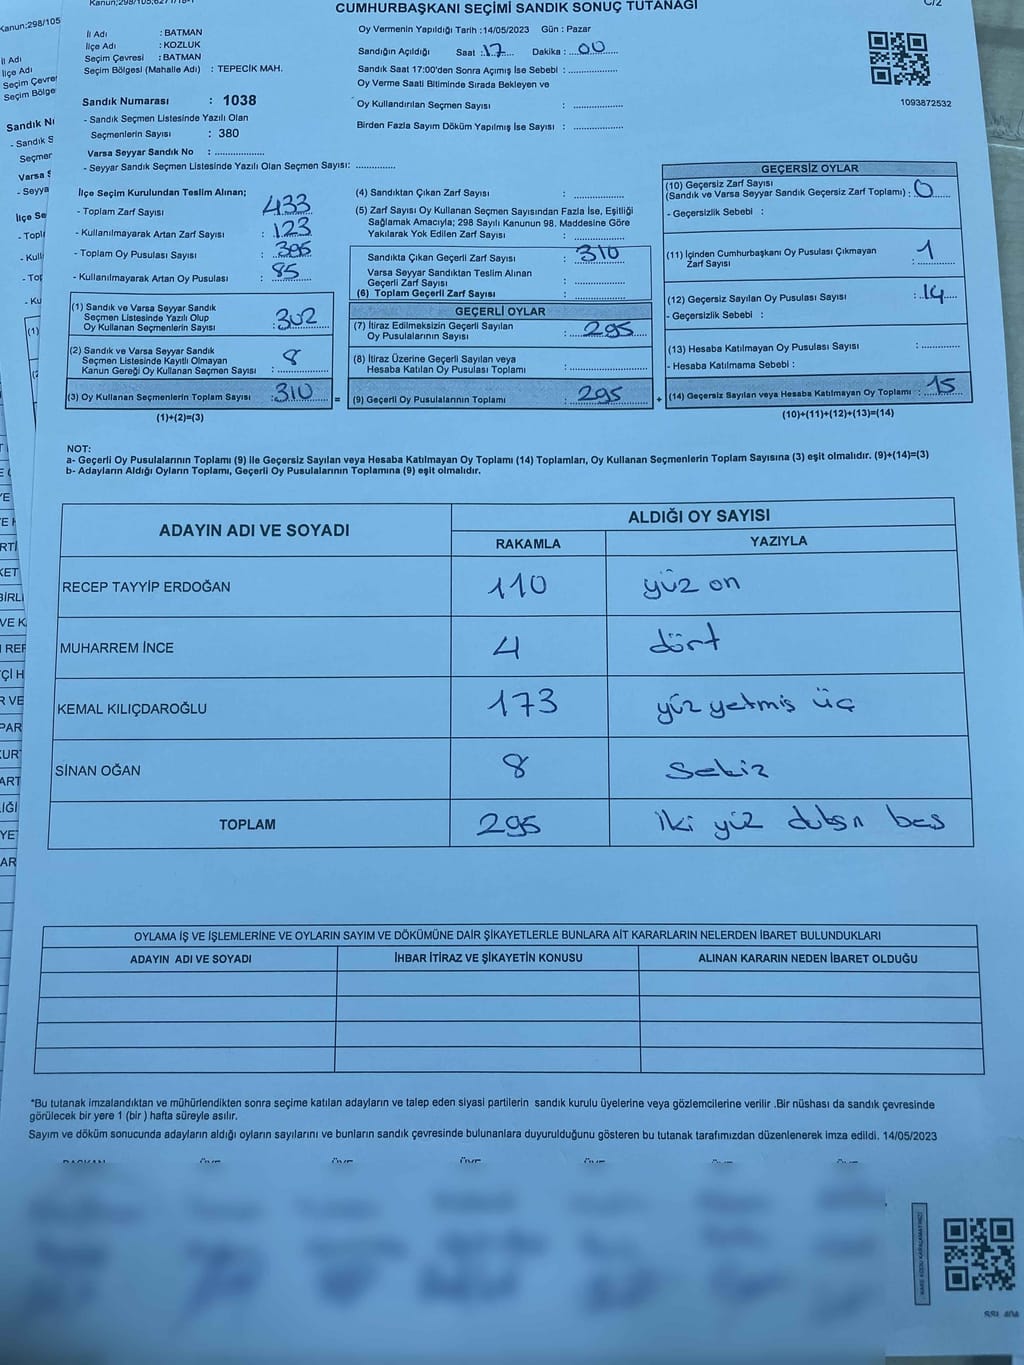 Kanun;298/105;6271/18-1
C/2
CUMHURBAŞKANI SEÇİMİ SANDIK SONUÇ TUTANAĞI
İl Adı : BATMAN
İlçe Adı : KOZLUK
Seçim Çevresi : BATMAN
Seçim Bölgesi (Mahalle Adı) : TEPECİK MAH.
Sandık Numarası : 1038
- Sandık Seçmen Listesinde Yazılı Olan
Seçmenlerin Sayısı : 380
Varsa Seyyar Sandık No : ..................
- Seyyar Sandık Seçmen Listesinde Yazılı Olan Seçmen Sayısı: ..............
Oy Vermenin Yapıldığı Tarih :14/05/2023 Gün : Pazar
Sandığın Açıldığı Saat :.17.... Dakika : ...00....
Sandık Saat 17:00'den Sonra Açımış İse Sebebi : ..................
Oy Verme Saati Bitiminde Sırada Bekleyen ve
Oy Kullandırılan Seçmen Sayısı : ..................
Birden Fazla Sayım Döküm Yapılmış İse Sayısı : ..................
1093872532
İlçe Seçim Kurulundan Teslim Alınan;
- Toplam Zarf Sayısı : 433
- Kullanılmayarak Artan Zarf Sayısı : 123
- Toplam Oy Pusulası Sayısı : 395
- Kullanılmayarak Artan Oy Pusulası : 85
(1) Sandık ve Varsa Seyyar Sandık
Seçmen Listesinde Yazılı Olup
Oy Kullanan Seçmenlerin Sayısı : 302
(2) Sandık ve Varsa Seyyar Sandık
Seçmen Listesinde Kayıtlı Olmayan
Kanun Gereği Oy Kullanan Seçmen Sayısı : 8
(3) Oy Kullanan Seçmenlerin Toplam Sayısı : 310 =
(1)+(2)=(3)
(4) Sandıktan Çıkan Zarf Sayısı : ..................
(5) Zarf Sayısı Oy Kullanan Seçmen Sayısından Fazla İse, Eşitliği
Sağlamak Amacıyla; 298 Sayılı Kanunun 98. Maddesine Göre
Yakılarak Yok Edilen Zarf Sayısı : ..................
Sandıkta Çıkan Geçerli Zarf Sayısı : 310
Varsa Seyyar Sandıktan Teslim Alınan
Geçerli Zarf Sayısı : ..................
(6) Toplam Geçerli Zarf Sayısı : ..................
GEÇERLİ OYLAR
(7) İtiraz Edilmeksizin Geçerli Sayılan
Oy Pusulalarının Sayısı : 295
(8) İtiraz Üzerine Geçerli Sayılan veya
Hesaba Katılan Oy Pusulası Toplamı : ..................
(9) Geçerli Oy Pusulalarının Toplamı : 295 +
GEÇERSİZ OYLAR
(10) Geçersiz Zarf Sayısı
(Sandık ve Varsa Seyyar Sandık Geçersiz Zarf Toplamı) : 0
- Geçersizlik Sebebi :
(11) İçinden Cumhurbaşkanı Oy Pusulası Çıkmayan
Zarf Sayısı : 1
(12) Geçersiz Sayılan Oy Pusulası Sayısı : 14
- Geçersizlik Sebebi :
(13) Hesaba Katılmayan Oy Pusulası Sayısı : ..............
- Hesaba Katılmama Sebebi :
(14) Geçersiz Sayılan veya Hesaba Katılmayan Oy Toplamı : 15
(10)+(11)+(12)+(13)=(14)
NOT:
a- Geçerli Oy Pusulalarının Toplamı (9) ile Geçersiz Sayılan veya Hesaba Katılmayan Oy Toplamı (14) Toplamları, Oy Kullanan Seçmenlerin Toplam Sayısına (3) eşit olmalıdır. (9)+(14)=(3)
b- Adayların Aldığı Oyların Toplamı, Geçerli Oy Pusulalarının Toplamına (9) eşit olmalıdır.
ADAYIN ADI VE SOYADI
ALDIĞI OY SAYISI
RAKAMLA YAZIYLA
RECEP TAYYİP ERDOĞAN 110 yüz on
MUHARREM İNCE 4 dört
KEMAL KILIÇDAROĞLU 173 yüz yetmiş üç
SİNAN OĞAN 8 Sekiz
TOPLAM 295 iki yüz doksan beş
OYLAMA İŞ VE İŞLEMLERİNE VE OYLARIN SAYIM VE DÖKÜMÜNE DAİR ŞİKAYETLERLE BUNLARA AİT KARARLARIN NELERDEN İBARET BULUNDUKLARI
ADAYIN ADI VE SOYADI İHBAR İTİRAZ VE ŞİKAYETİN KONUSU ALINAN KARARIN NEDEN İBARET OLDUĞU
*Bu tutanak imzalandıktan ve mühürlendikten sonra seçime katılan adayların ve talep eden siyasi partilerin sandık kurulu üyelerine veya gözlemcilerine verilir .Bir nüshası da sandık çevresinde
görülecek bir yere 1 (bir ) hafta süreyle asılır.
Sayım ve döküm sonucunda adayların aldığı oyların sayılarını ve bunların sandık çevresinde bulunanlara duyurulduğunu gösteren bu tutanak tarafımızdan düzenlenerek imza edildi. 14/05/2023
BAŞKAN ÜYE ÜYE ÜYE ÜYE ÜYE ÜYE